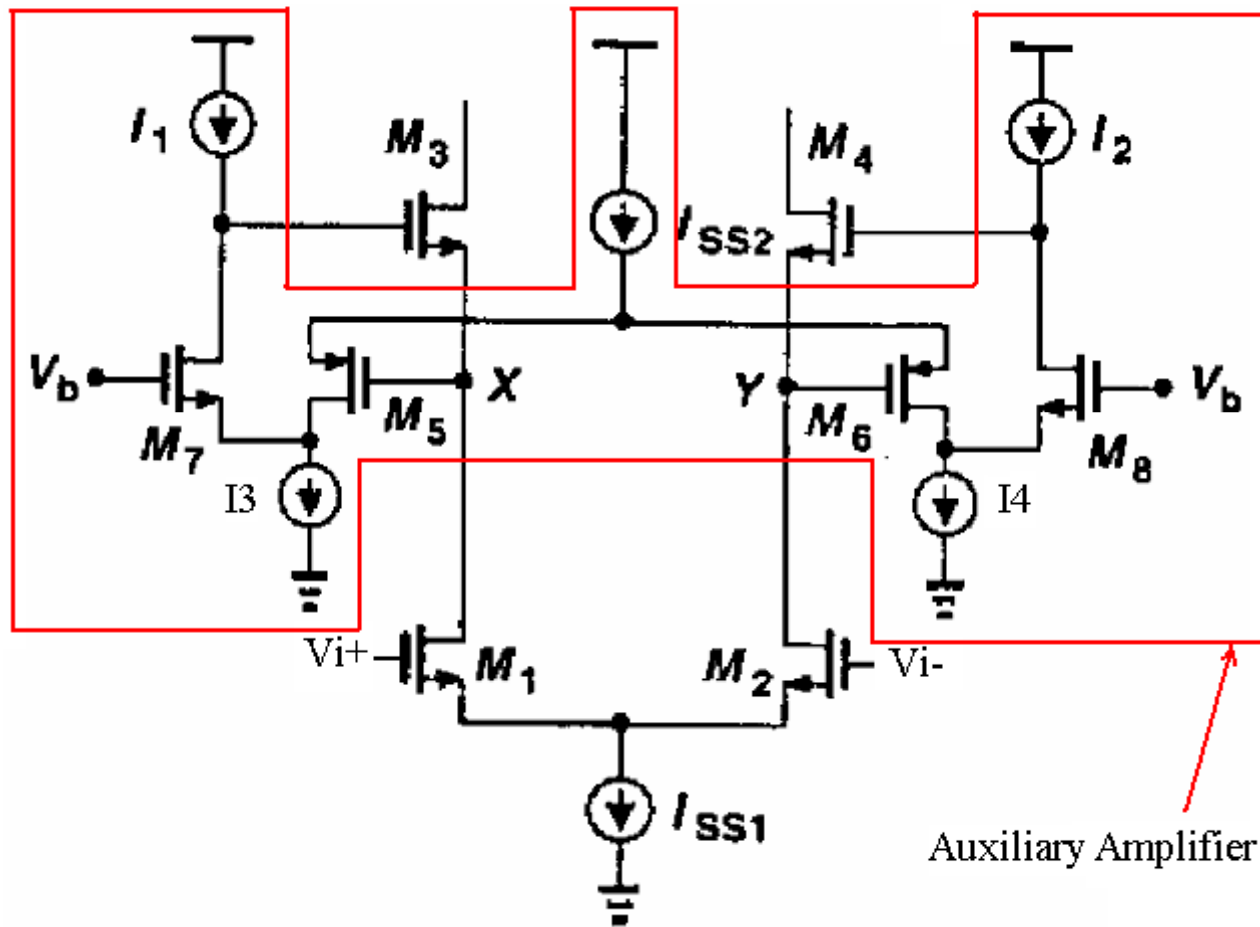 I1
M3
M4
I2
ISS2
Vb
M7
M5
X
Y
M6
M8
Vb
I3
I4
Vi+
M1
M2
Vi-
ISS1
Auxiliary Amplifier